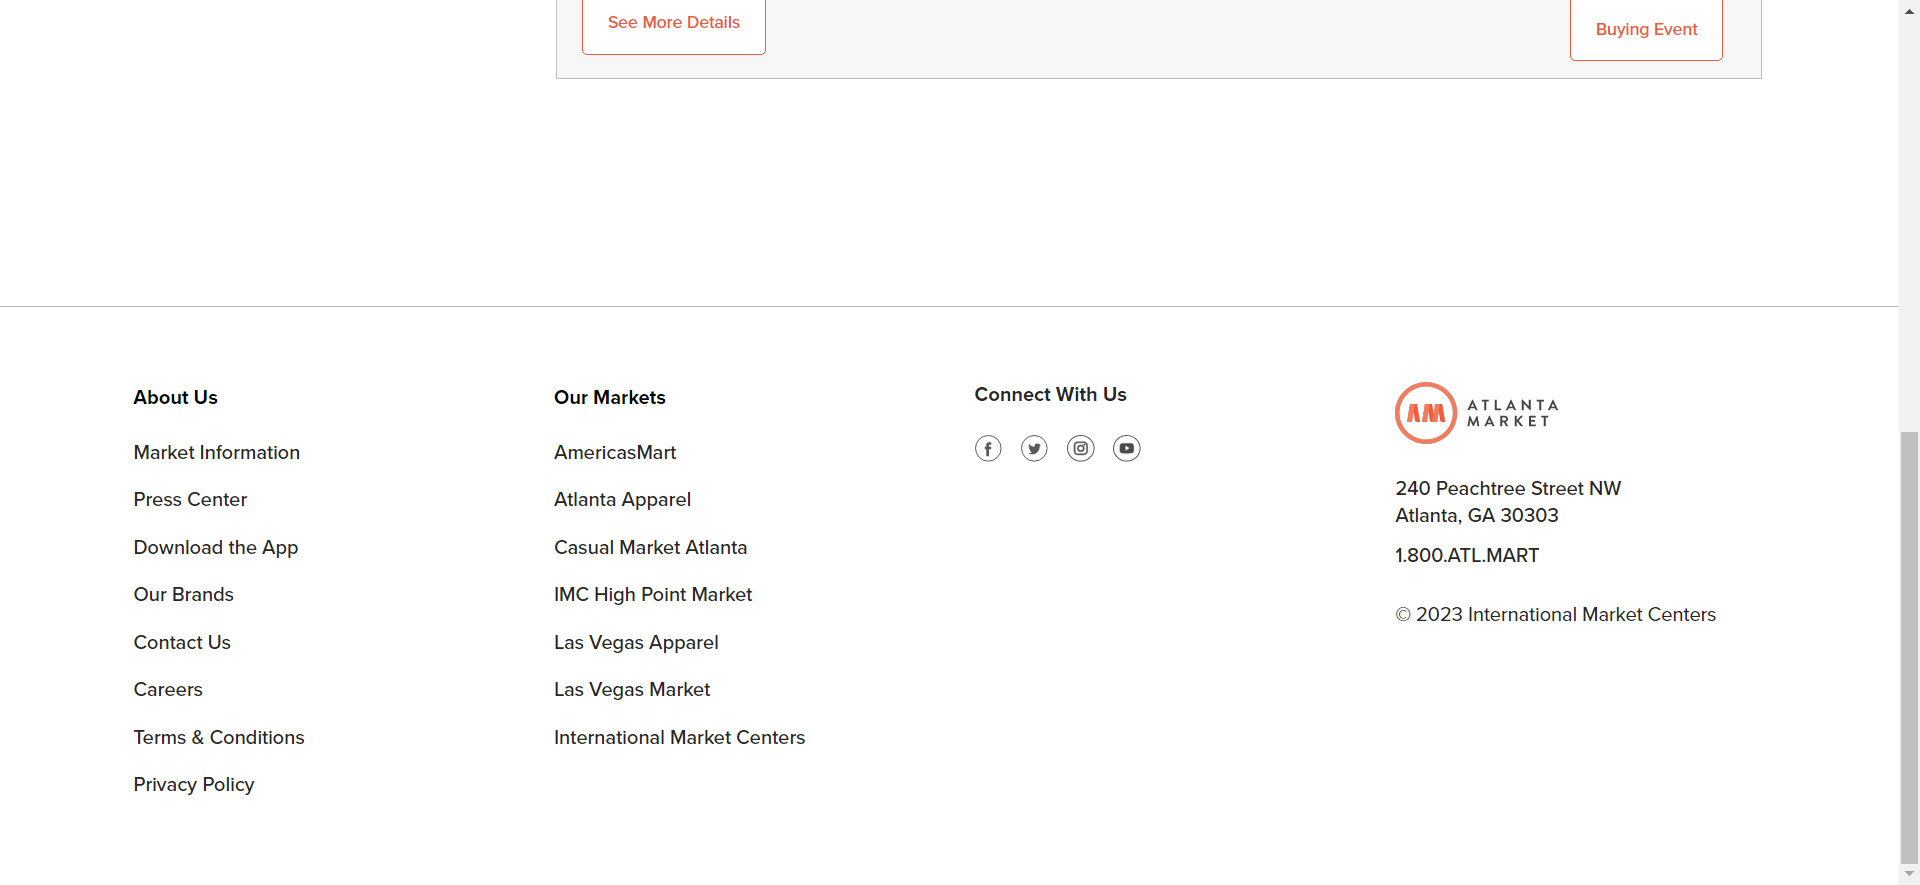 See More Details
Buying Event
About Us
Market Information
Press Center
Download the App
Our Brands
Contact Us
Careers
Terms & Conditions
Privacy Policy
Our Markets
AmericasMart
Atlanta Apparel
Casual Market Atlanta
IMC High Point Market
Las Vegas Apparel
Las Vegas Market
International Market Centers
Connect With Us
AM
ATLANTA
MARKET
240 Peachtree Street NW
Atlanta, GA 30303
1.800.ATL.MART
© 2023 International Market Centers